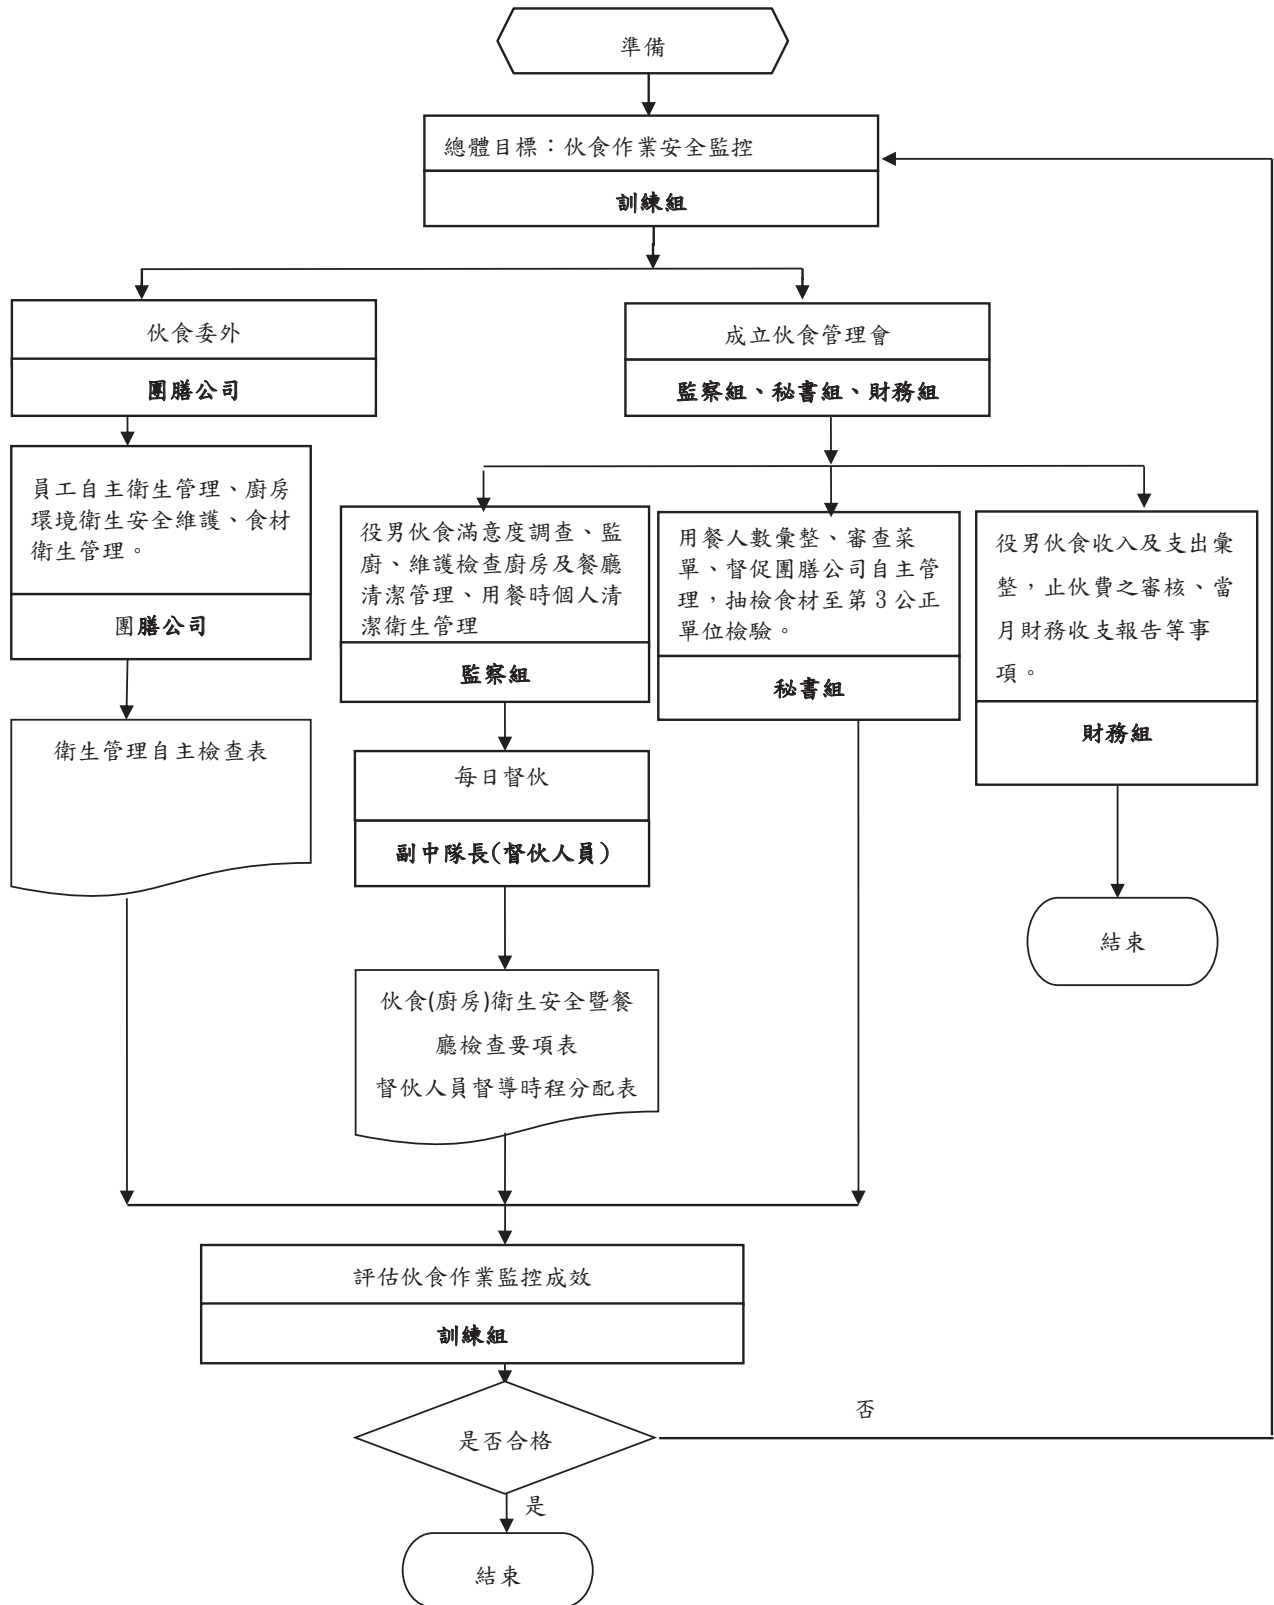 準備
總體目標：伙食作業安全監控
訓練組
伙食委外
團膳公司
成立伙食管理會
監察組、秘書組、財務組
員工自主衛生管理、廚房
環境衛生安全維護、食材
衛生管理。
團膳公司
役男伙食滿意度調查、監
廚、維護檢查廚房及餐廳
清潔管理、用餐時個人清
潔衛生管理
監察組
用餐人數彙整、審查菜
單、督促團膳公司自主管
理，抽檢食材至第 3 公正
單位檢驗。
秘書組
役男伙食收入及支出彙
整，止伙費之審核、當
月財務收支報告等事
項。
財務組
衛生管理自主檢查表
每日督伙
副中隊長(督伙人員)
結束
伙食(廚房)衛生安全暨餐
廳檢查要項表
督伙人員督導時程分配表
評估伙食作業監控成效
訓練組
是否合格
否
是
結束